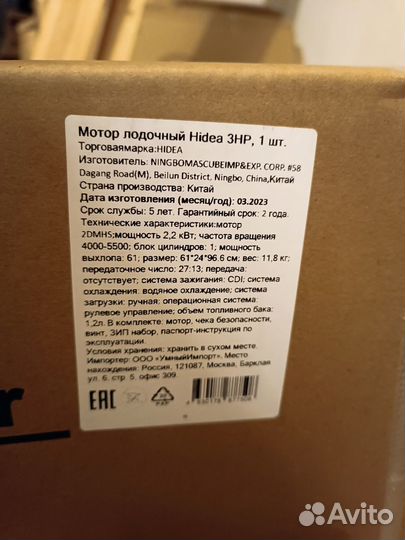 Мотор лодочный Hidea 3HP, 1 шт.
Торговаямарка:HIDEA
Изготовитель: NINGBOMASCUBEIMP&EXP. CORP. #58
Dagang Road(M), Beilun District, Ningbo, China,Китай
Страна производства: Китай
Дата изготовления (месяц/год): 03.2023
Срок службы: 5 лет. Гарантийный срок: 2 года.
Технические характеристики:мотор
2DMHS;мощность 2,2 кВт; частота вращения
4000-5500; блок цилиндров: 1; мощность
выхлопа: 61; размер: 61*24*96.6 см; вес: 11,8 кг;
передаточное число: 27:13; передача:
отсутствует; система зажигания: CDI; система
охлаждения: водяное охлаждение; система
загрузки: ручная; операционная система:
рулевое управление; объем топливного бака:
1,2л. В комплекте: мотор, чека безопасности,
винт, ЗИП набор, паспорт-инструкция по
эксплуатации.
Условия хранения: хранить в сухом месте.
Импортер: ООО «УмныйИмпорт». Место
нахождения: Россия, 121087, Москва, Барклая
ул. 6, стр. 5, офис 309.
EAC
r
Avito